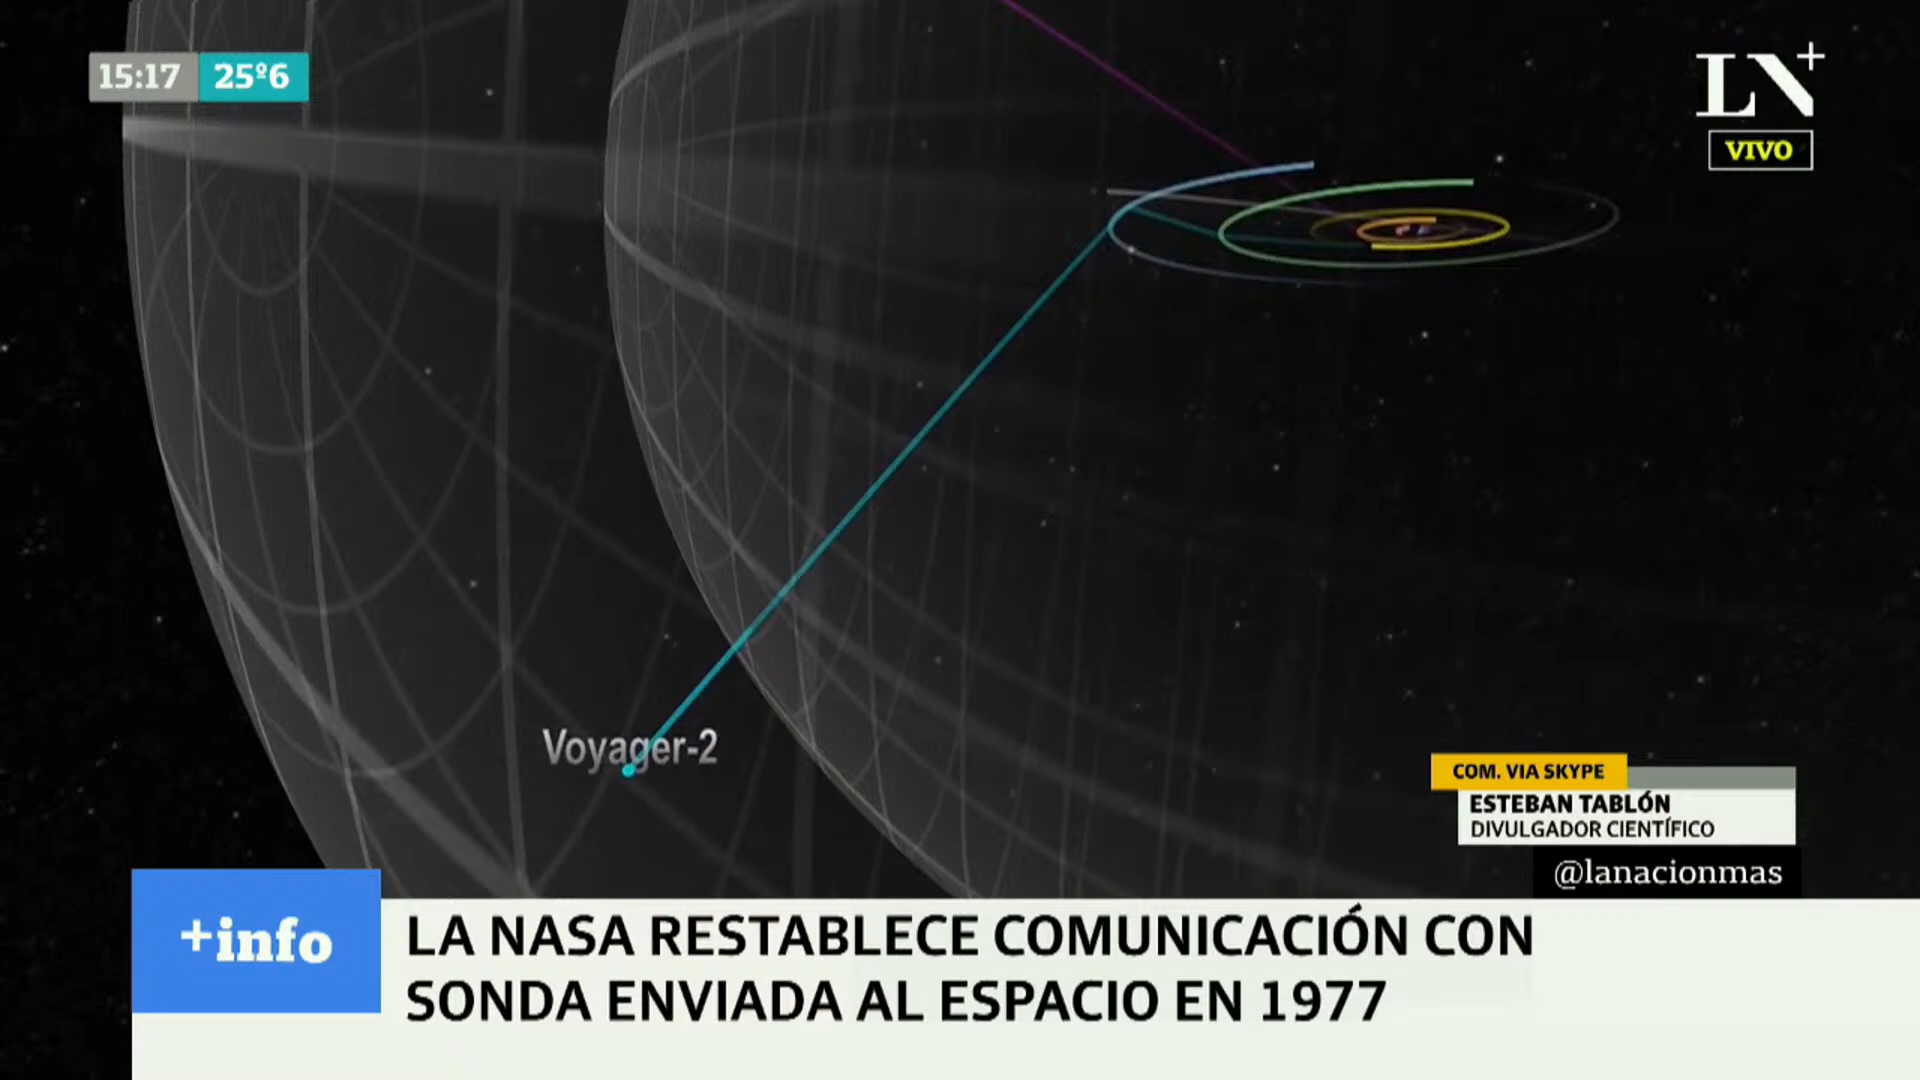 15:17 25º6
LN+
VIVO
Voyager-2
COM. VIA SKYPE
ESTEBAN TABLÓN
DIVULGADOR CIENTÍFICO
@lanacionmas
+info
LA NASA RESTABLECE COMUNICACIÓN CON
SONDA ENVIADA AL ESPACIO EN 1977